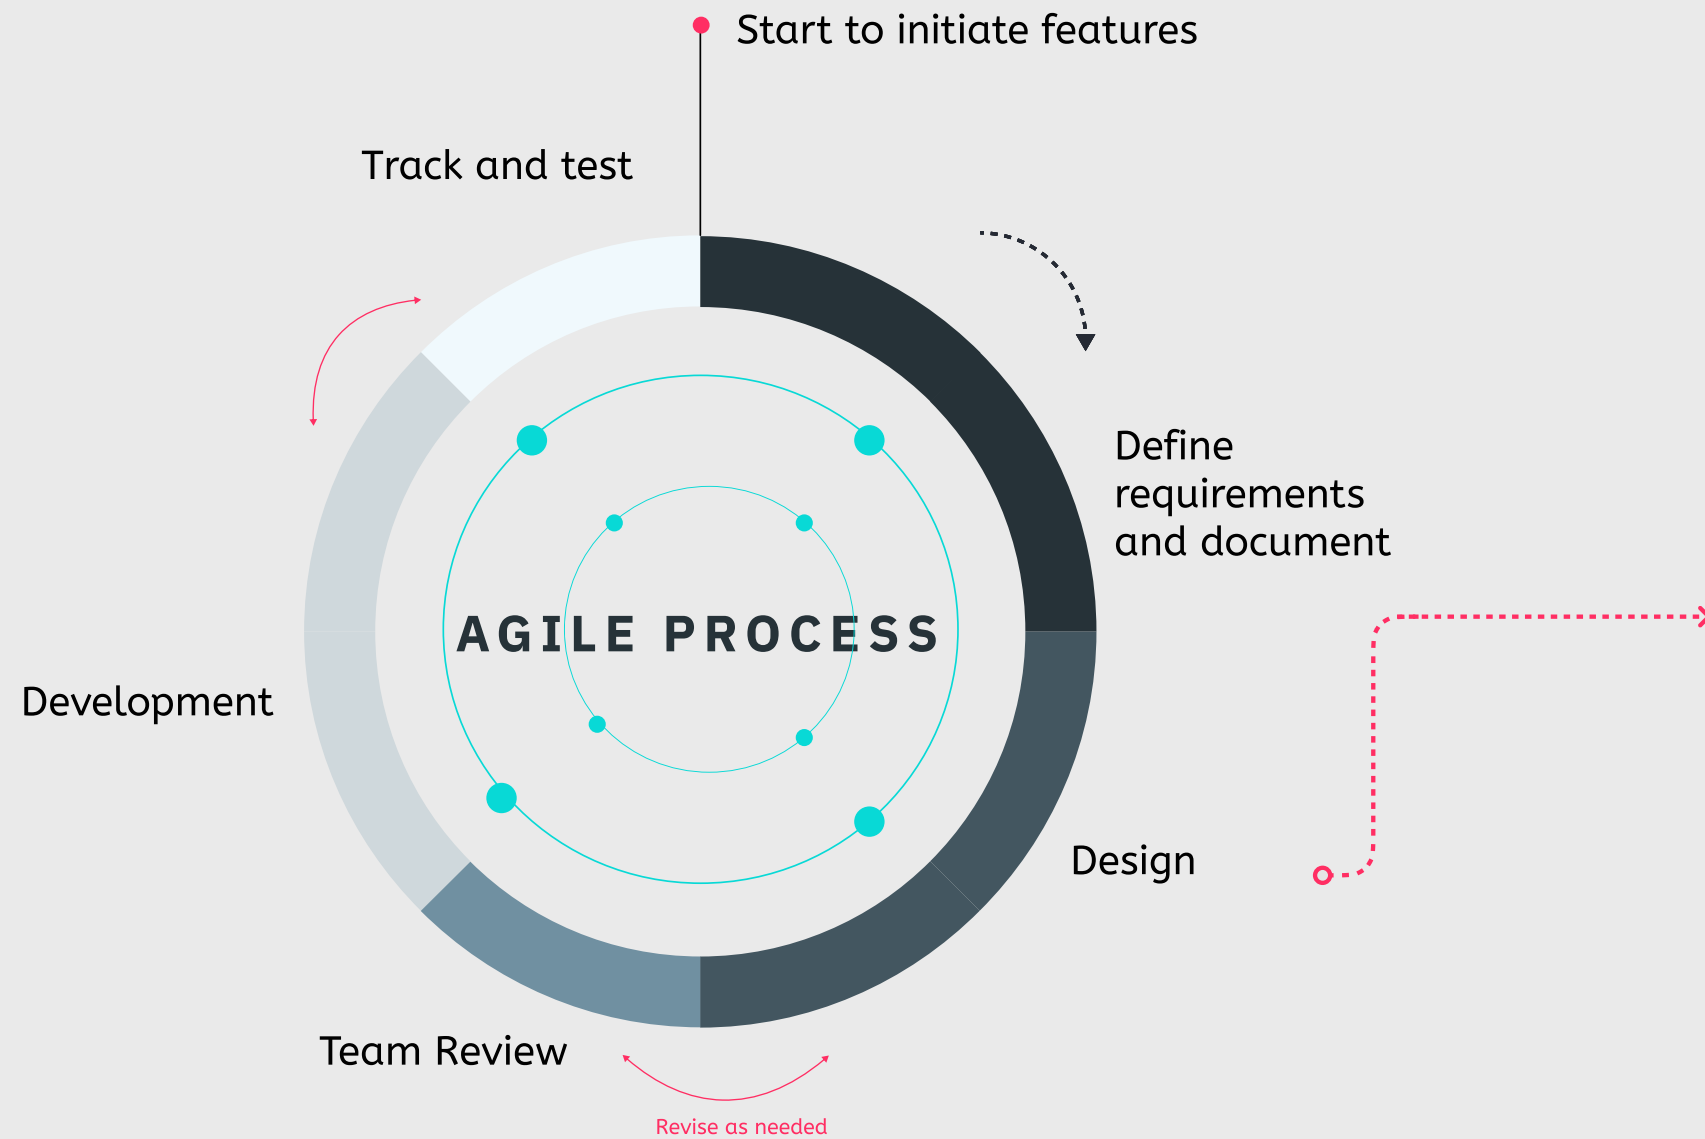 Start to initiate features
Track and test
Define
requirements
and document
AGILE PROCESS
Development
Design
Team Review
Revise as needed